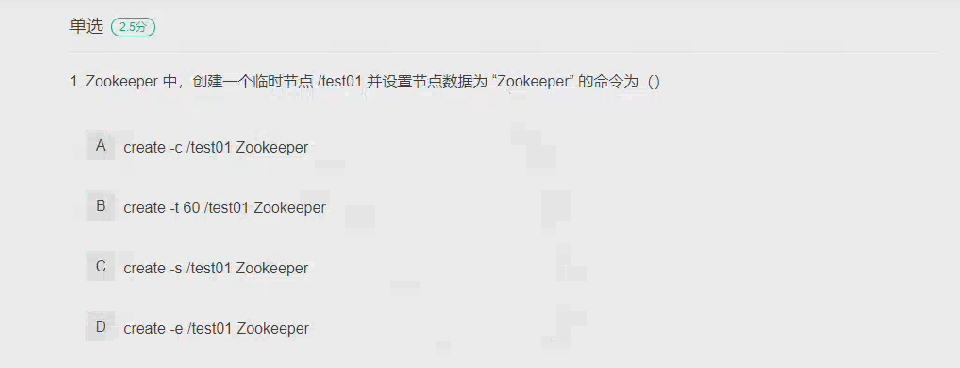 单选 2.5分
1 Zookeeper 中，创建一个临时节点 /test01 并设置节点数据为 “Zookeeper” 的命令为（）
A create -c /test01 Zookeeper
B create -t 60 /test01 Zookeeper
C create -s /test01 Zookeeper
D create -e /test01 Zookeeper